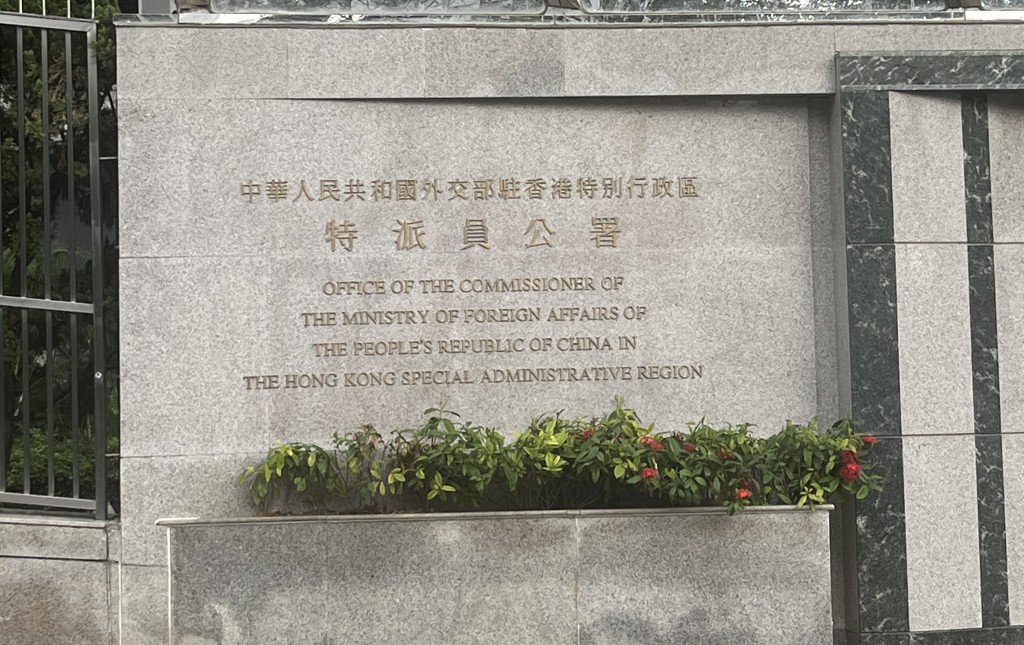 中華人民共和國外交部駐香港特別行政區
特派員公署
OFFICE OF THE COMMISSIONER OF
THE MINISTRY OF FOREIGN AFFAIRS OF
THE PEOPLE'S REPUBLIC OF CHINA IN
THE HONG KONG SPECIAL ADMINISTRATIVE REGION